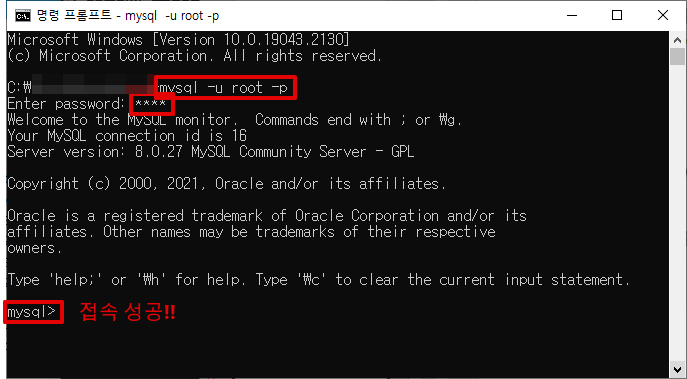 명령 프롬프트 - mysql  -u root -p
Microsoft Windows [Version 10.0.19043.2130]
(c) Microsoft Corporation. All rights reserved.
C:₩ mysql -u root -p
Enter password: ****
Welcome to the MySQL monitor.  Commands end with ; or ₩g.
Your MySQL connection id is 16
Server version: 8.0.27 MySQL Community Server - GPL
Copyright (c) 2000, 2021, Oracle and/or its affiliates.
Oracle is a registered trademark of Oracle Corporation and/or its
affiliates. Other names may be trademarks of their respective
owners.
Type 'help;' or '₩h' for help. Type '₩c' to clear the current input statement.
mysql> 접속 성공!!